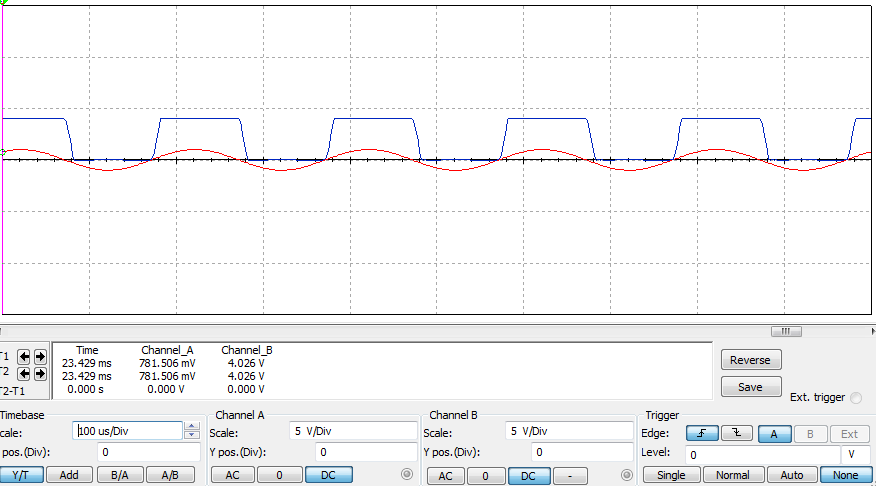 Time Channel_A Channel_B
T1 23.429 ms 781.506 mV 4.026 V
T2 23.429 ms 781.506 mV 4.026 V
T2-T1 0.000 s 0.000 V 0.000 V
Reverse
Save
Ext. trigger
Timebase Channel A Channel B Trigger
cale: 100 us/Div Scale: 5 V/Div Scale: 5 V/Div Edge: A B Ext
pos.(Div): 0 Y pos.(Div): 0 Y pos.(Div): 0 Level: 0 V
Y/T Add B/A A/B AC 0 DC AC 0 DC - Single Normal Auto None